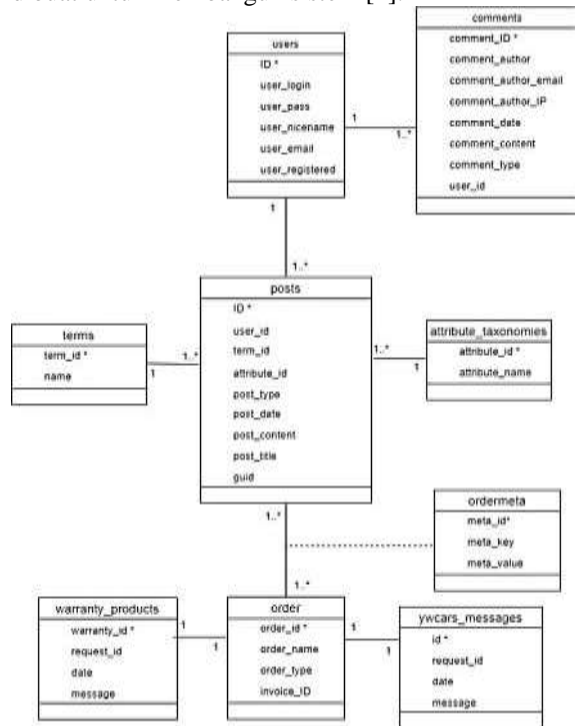 users
ID *
user_login
user_pass
user_nicename
user_email
user_registered
comments
comment_ID *
comment_author
comment_author_email
comment_author_IP
comment_date
comment_content
comment_type
user_id
1
1..*
1
1..*
posts
ID *
user_id
term_id
attribute_id
post_type
post_date
post_content
post_title
guid
terms
term_id *
name
1..*
1
attribute_taxonomies
attribute_id *
attribute_name
1..*
1
1..*
ordermeta
meta_id*
meta_key
meta_value
1..*
warranty_products
warranty_id *
request_id
date
message
1
1
order
order_id *
order_name
order_type
invoice_ID
1
1
ywcars_messages
id *
request_id
date
message